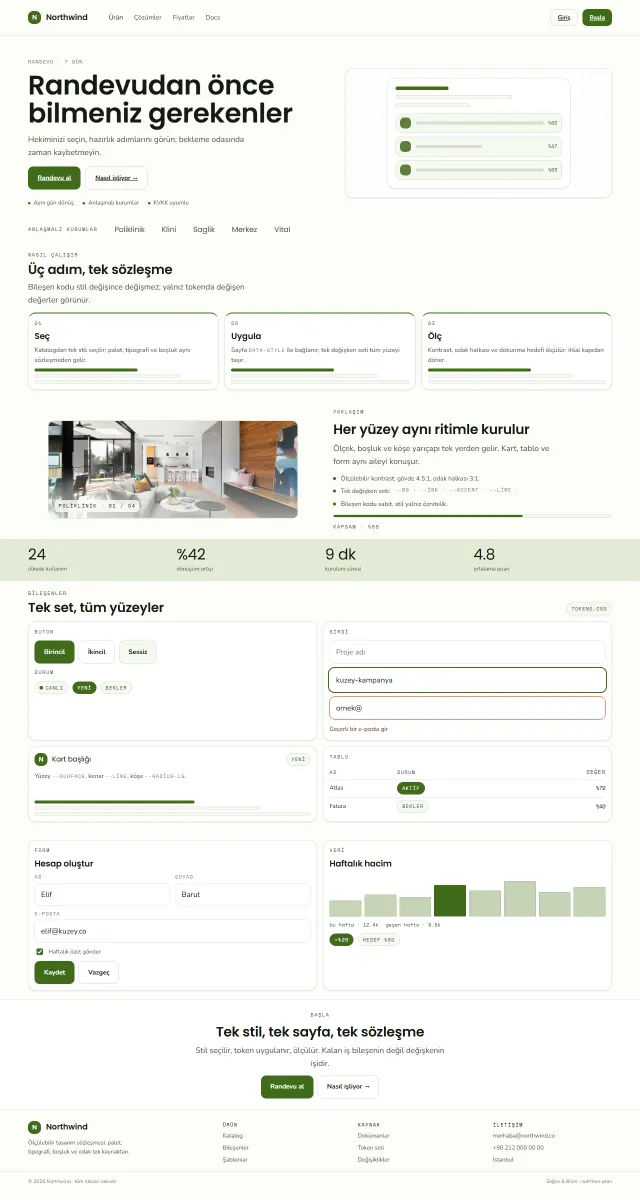 N Northwind
Ürün Çözümler Fiyatlar Docs
Giriş Başla
RANDEVU · 7 GÜN
Randevudan önce
bilmeniz gerekenler
Hekiminizi seçin, hazırlık adımlarını görün; bekleme odasında
zaman kaybetmeyin.
Randevu al Nasıl işliyor →
Aynı gün dönüş Anlaşmalı kurumlar KVKK uyumlu
%47
ANLAŞMALI KURUMLAR Poliklinik Klini Saglik Merkez Vital
NASIL ÇALIŞIR
Üç adım, tek sözleşme
Bileşen kodu stil değişince değişmez; yalnız tokenda değişen
değerler görünür.
01
Seç
Katalogdan tek stil seçilir; palet, tipografi ve boşluk aynı
sözleşmeden gelir.
02
Uygula
Sayfa DATA-STYLE ile bağlanır; tek değişken seti tüm yüzeyi
taşır.
03
Ölç
Kontrast, odak halkası ve dokunma hedefi ölçülür; ihlal kapıdan
döner.
POLIKLINIK · 01 / 04
YAKLAŞIM
Her yüzey aynı ritimle kurulur
Ölçek, boşluk ve köşe yarıçapı tek yerden gelir. Kart, tablo ve
form aynı aileyi konuşur.
Ölçülebilir kontrast; gövde 4.5:1, odak halkası 3:1.
Tek değişken seti: --BG · --INK · --ACCENT · --LINE .
Bileşen kodu sabit, stil yalnız öznitelik.
KAPSAM · %68
24
ülkede kullanım
%42
dönüşüm artışı
9 dk
kurulum süresi
4.8
ortalama puan
BİLEŞENLER
Tek set, tüm yüzeyler
TOKENS.CSS
BUTON
Birincil İkincil Sessiz
DURUM
CANLI YENİ BEKLER
GİRDİ
Proje adı
kuzey-kampanya
ornek@
Geçerli bir e-posta gir
N Kart başlığı YENİ
Yüzey --SURFACE, kenar --LINE, köşe --RADIUS-LG.
TABLO
AD DURUM DEĞER
Atlas AKTİF %72
Fatura BEKLER %40
FORM
Hesap oluştur
AD SOYAD
Elif Barut
E-POSTA
elif@kuzey.co
Haftalık özet gönder
Kaydet Vazgeç
VERİ
Haftalık hacim
bu hafta · 12.4k geçen hafta · 9.8k
+%26 HEDEF %80
BAŞLA
Tek stil, tek sayfa, tek sözleşme
Stil seçilir, token uygulanır, ölçülür. Kalan iş bileşenin değil değişkenin
işidir.
Randevu al Nasıl işliyor →
N Northwind
Ölçülebilir tasarım sözleşmesi: palet,
tipografi, boşluk ve odak tek kaynaktan.
ÜRÜN
Katalog
Bileşenler
Şablonlar
KAYNAK
Dokümanlar
Token seti
Değişiklikler
İLETİŞİM
merhaba@northwind.co
+90 212 000 00 00
İstanbul
© 2026 Northwind · tüm hakları saklıdır
Sağlık & Bilim · nutrition-plan